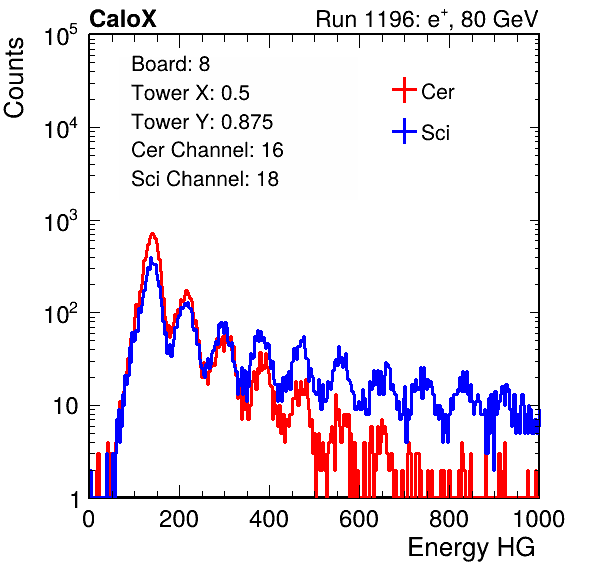 CaloX Run 1196: e⁺, 80 GeV
Counts
Board: 8
Tower X: 0.5
Tower Y: 0.875
Cer Channel: 16
Sci Channel: 18
Cer
Sci
10⁵
10⁴
10³
10²
10
1
0 200 400 600 800 1000
Energy HG